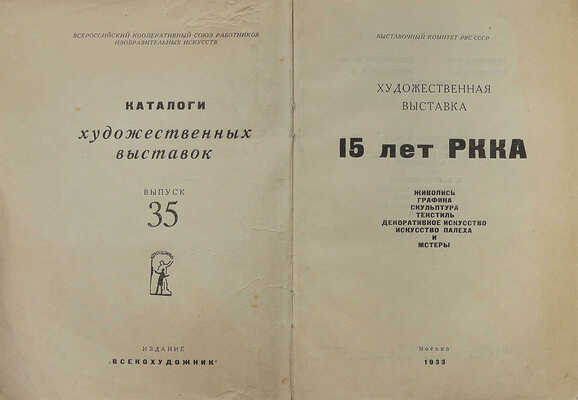 ВСЕРОССИЙСКИЙ КООПЕРАТИВНЫЙ СОЮЗ РАБОТНИКОВ
ИЗОБРАЗИТЕЛЬНЫХ ИСКУССТВ
КАТАЛОГИ
художественных
выставок
ВЫПУСК
35
ИЗДАНИЕ
„ВСЕКОХУДОЖНИК"
ВЫСТАВОЧНЫЙ КОМИТЕТ РВС СССР
ХУДОЖЕСТВЕННАЯ
ВЫСТАВКА
15 лет РККА
ЖИВОПИСЬ
ГРАФИКА
СКУЛЬПТУРА
ТЕКСТИЛЬ
ДЕКОРАТИВНОЕ ИСКУССТВО
ИСКУССТВО ПАЛЕХА
И
МСТЕРЫ
Москва
1933